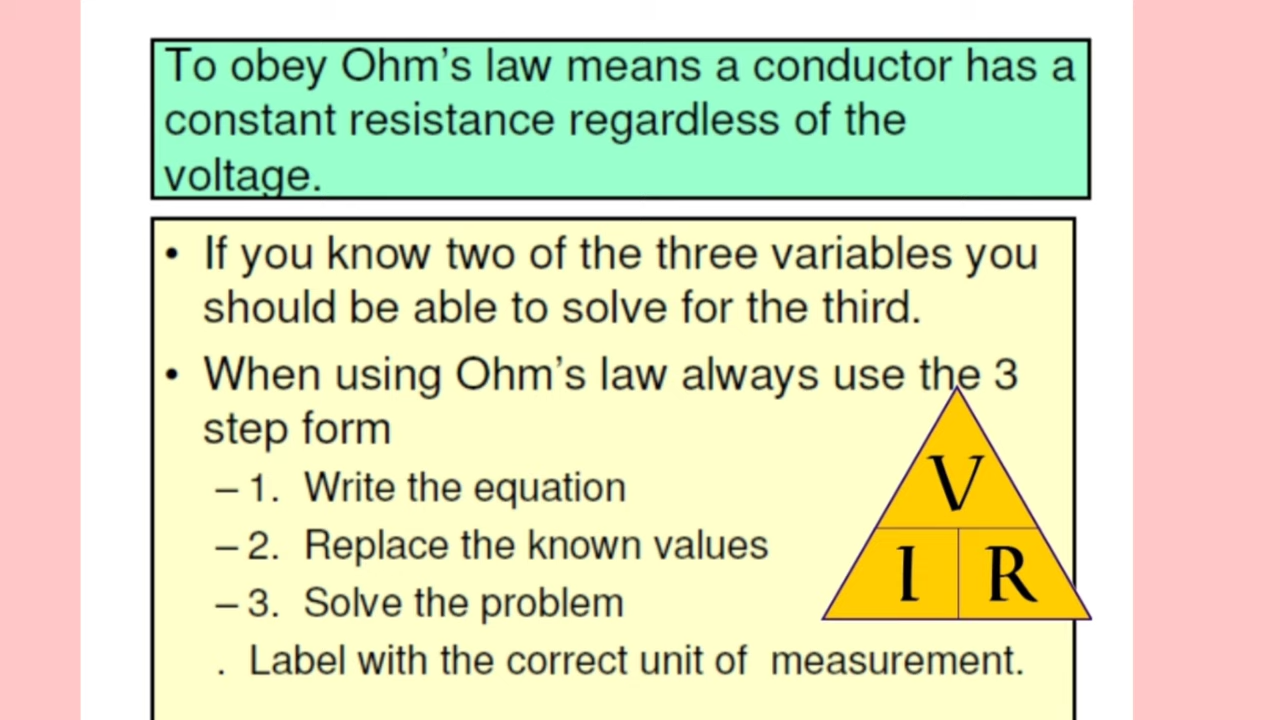 To obey Ohm's law means a conductor has a
constant resistance regardless of the
voltage.
• If you know two of the three variables you
should be able to solve for the third.
• When using Ohm's law always use the 3
step form
– 1. Write the equation
– 2. Replace the known values
– 3. Solve the problem
. Label with the correct unit of measurement.
V
I R